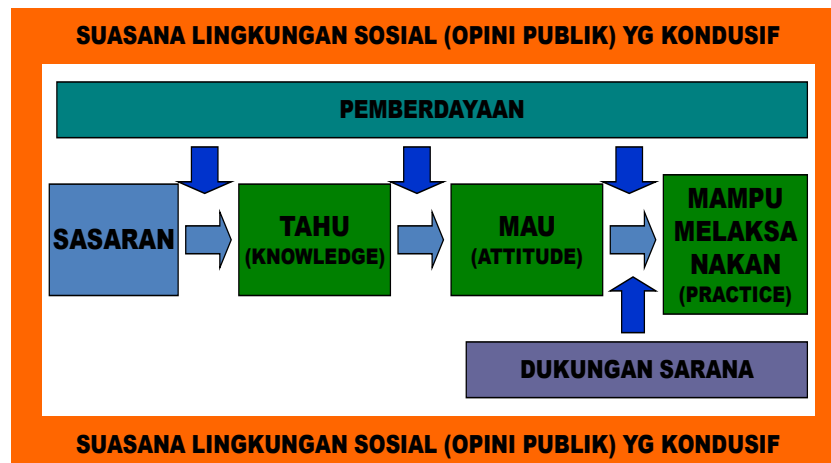 SUASANA LINGKUNGAN SOSIAL (OPINI PUBLIK) YG KONDUSIF
PEMBERDAYAAN
SASARAN
TAHU
(KNOWLEDGE)
MAU
(ATTITUDE)
MAMPU
MELAKSA
NAKAN
(PRACTICE)
DUKUNGAN SARANA
SUASANA LINGKUNGAN SOSIAL (OPINI PUBLIK) YG KONDUSIF